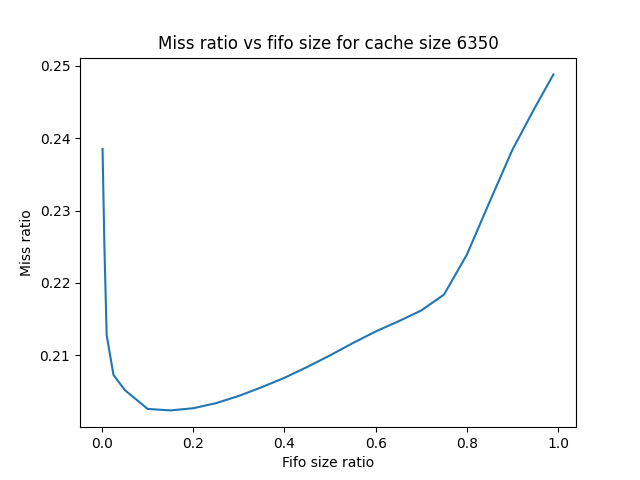 Miss ratio vs fifo size for cache size 6350
0.25
0.24
0.23
0.22
0.21
Miss ratio
0.0 0.2 0.4 0.6 0.8 1.0
Fifo size ratio